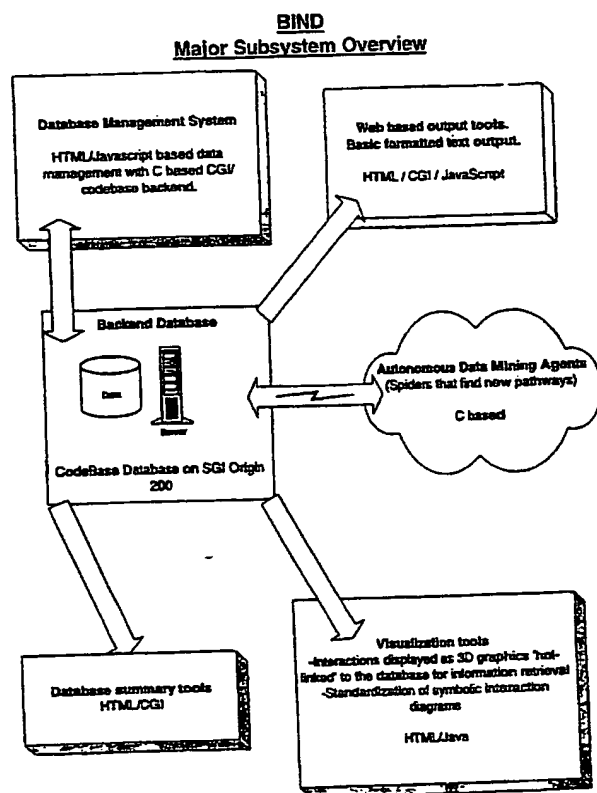 BIND
Major Subsystem Overview
Database Management System
HTML/Javascript based data
management with C based CGI/
codebase backend.
Web based output tools.
Basic formatted text output.
HTML / CGI / JavaScript
Backend Database
Data
Server
CodeBase Database on SGI Origin
200
Autonomous Data Mining Agents
(Spiders that find new pathways)
C based
Database summary tools
HTML/CGI
Visualization tools
-Interactions displayed as 3D graphics 'hot-
linked' to the database for information retrieval
-Standardization of symbolic interaction
diagrams
HTML/Java